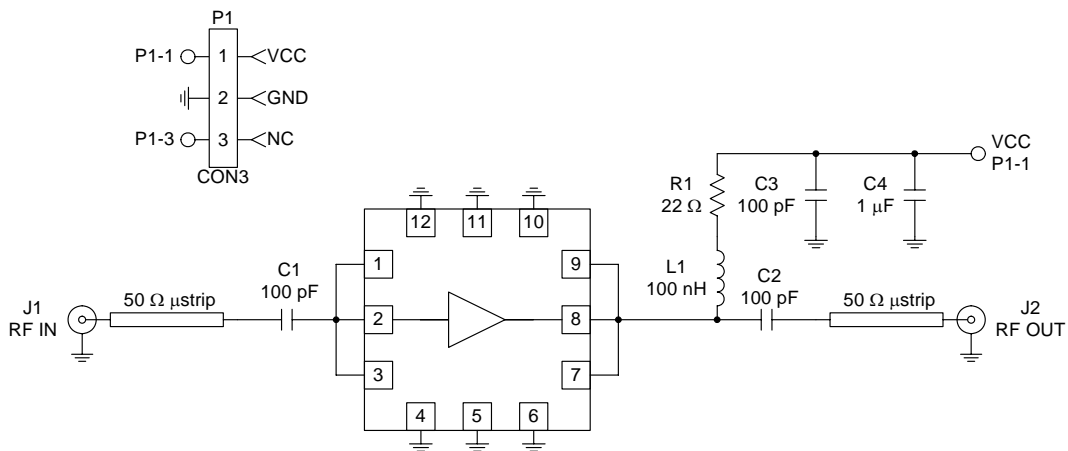 P1
P1-1
1
VCC
2
GND
P1-3
3
NC
CON3
VCC
P1-1
R1
22 Ω
C3
100 pF
C4
1 μF
12
11
10
1
9
C1
100 pF
L1
100 nH
C2
100 pF
J1
RF IN
50 Ω μstrip
2
8
50 Ω μstrip
J2
RF OUT
3
7
4
5
6